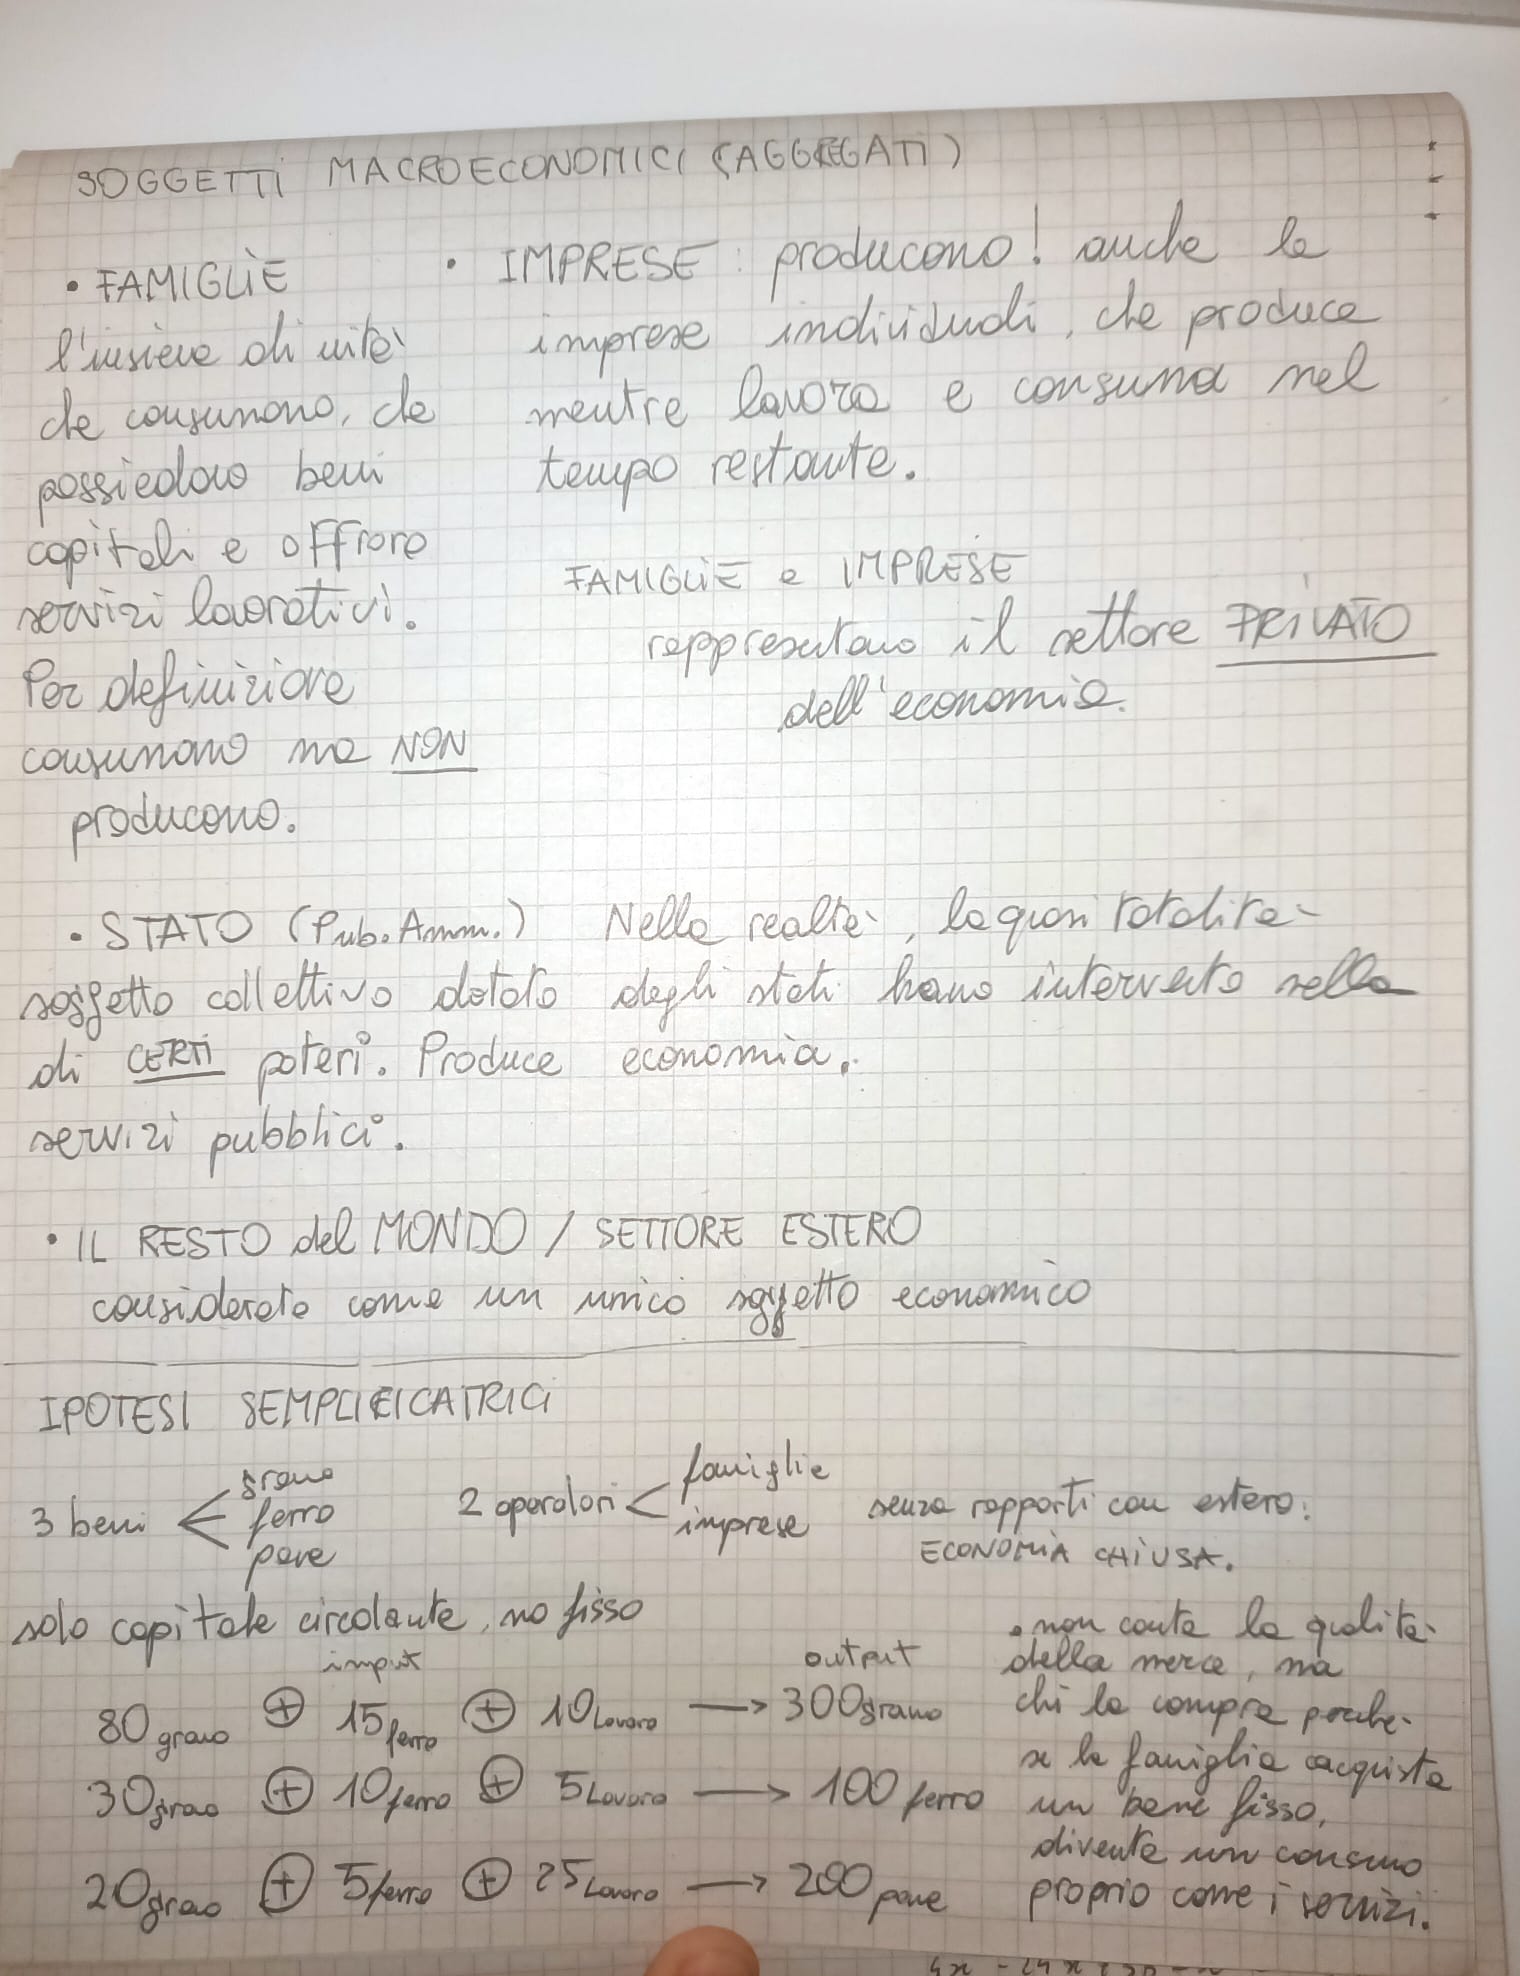 SOGGETTI MACROECONOMICI (AGGREGATI)
• FAMIGLIE
l'insieme di unità
che consumano, che
possiedono beni
capitali e offrono
servizi lavorativi.
Per definizione
consumano ma NON
producono.
• IMPRESE: producono! anche le
imprese individuali, che produce
mentre lavora e consuma nel
tempo restante.
FAMIGLIE e IMPRESE
rappresentano il settore PRIVATO
dell'economia.
• STATO (Pub. Amm.)
soggetto collettivo dotato
di CERTI poteri. Produce
servizi pubblici.
Nella realtà, la quasi totalità
degli stati hanno intervento nella
economia.
• IL RESTO del MONDO / SETTORE ESTERO
considerato come un unico soggetto economico
IPOTESI SEMPLIFICATRICI
3 beni < grano
ferro
pane
2 operatori < famiglie
imprese
senza rapporti con estero:
ECONOMIA CHIUSA.
solo capitale circolante, no fisso
input output
80 grano ⊕ 15 ferro ⊕ 10 Lavoro → 300 grano
30 grano ⊕ 10 ferro ⊕ 5 Lavoro → 100 ferro
20 grano ⊕ 5 ferro ⊕ 25 Lavoro → 200 pane
• non conta la qualità
della merce, ma
chi la compra perché
se la famiglia acquista
un bene fisso,
diventa un consumo
proprio come i servizi.